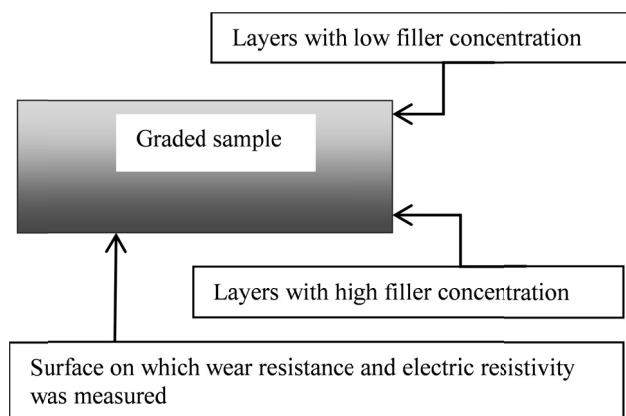 Layers with low filler concentration
Graded sample
Layers with high filler concentration
Surface on which wear resistance and electric resistivity
was measured